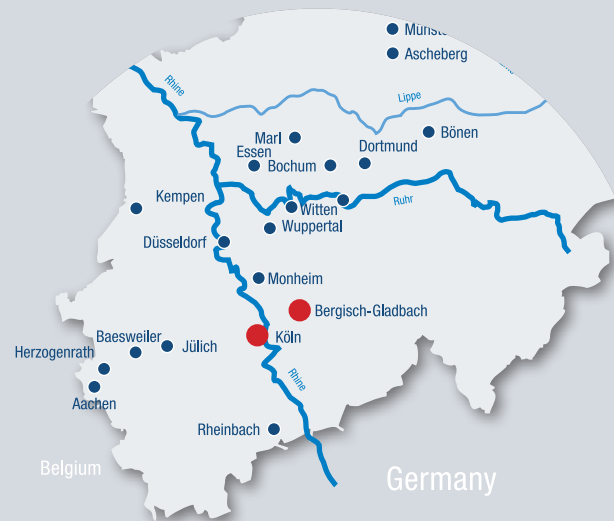 Münst
Ascheberg
Rhine
Lippe
Marl
Bönen
Essen
Dortmund
Bochum
Kempen
Ruhr
Witten
Wuppertal
Düsseldorf
Monheim
Bergisch-Gladbach
Baesweiler
Köln
Herzogenrath
Jülich
Rhine
Aachen
Rheinbach
Belgium
Germany